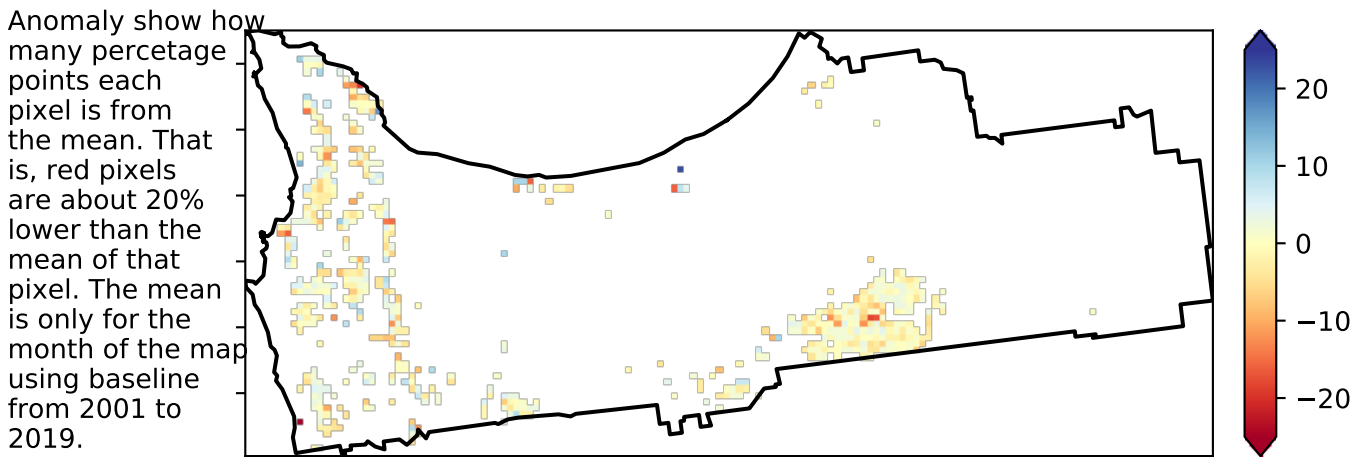 Anomaly show how
many percetage
points each
pixel is from
the mean. That
is, red pixels
are about 20%
lower than the
mean of that
pixel. The mean
is only for the
month of the map
using baseline
from 2001 to
2019.
20
10
0
−10
−20